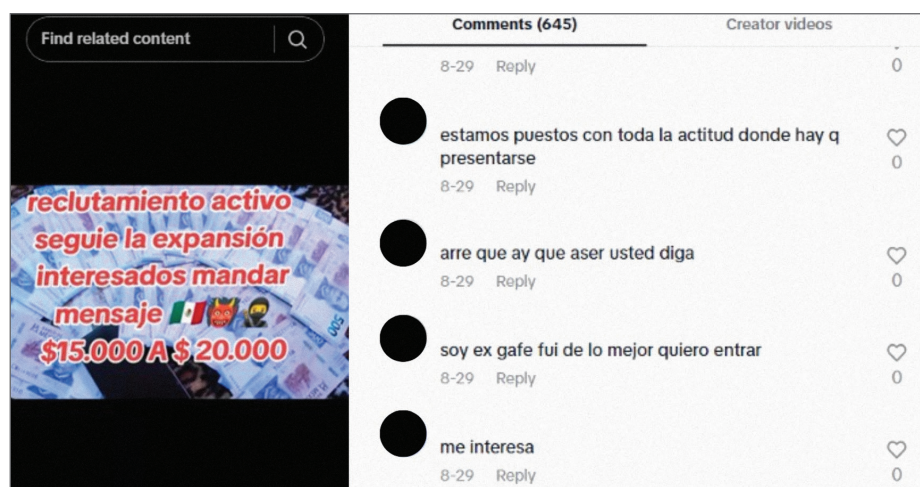 Find related content
reclutamiento activo
seguie la expansión
interesados mandar
mensaje 🇲🇽👹🥷
$15.000 A $ 20.000
500
Comments (645)
Creator videos
8-29 Reply
0
estamos puestos con toda la actitud donde hay q
presentarse
0
8-29 Reply
arre que ay que aser usted diga
8-29 Reply
0
soy ex gafe fui de lo mejor quiero entrar
8-29 Reply
0
me interesa
8-29 Reply
0